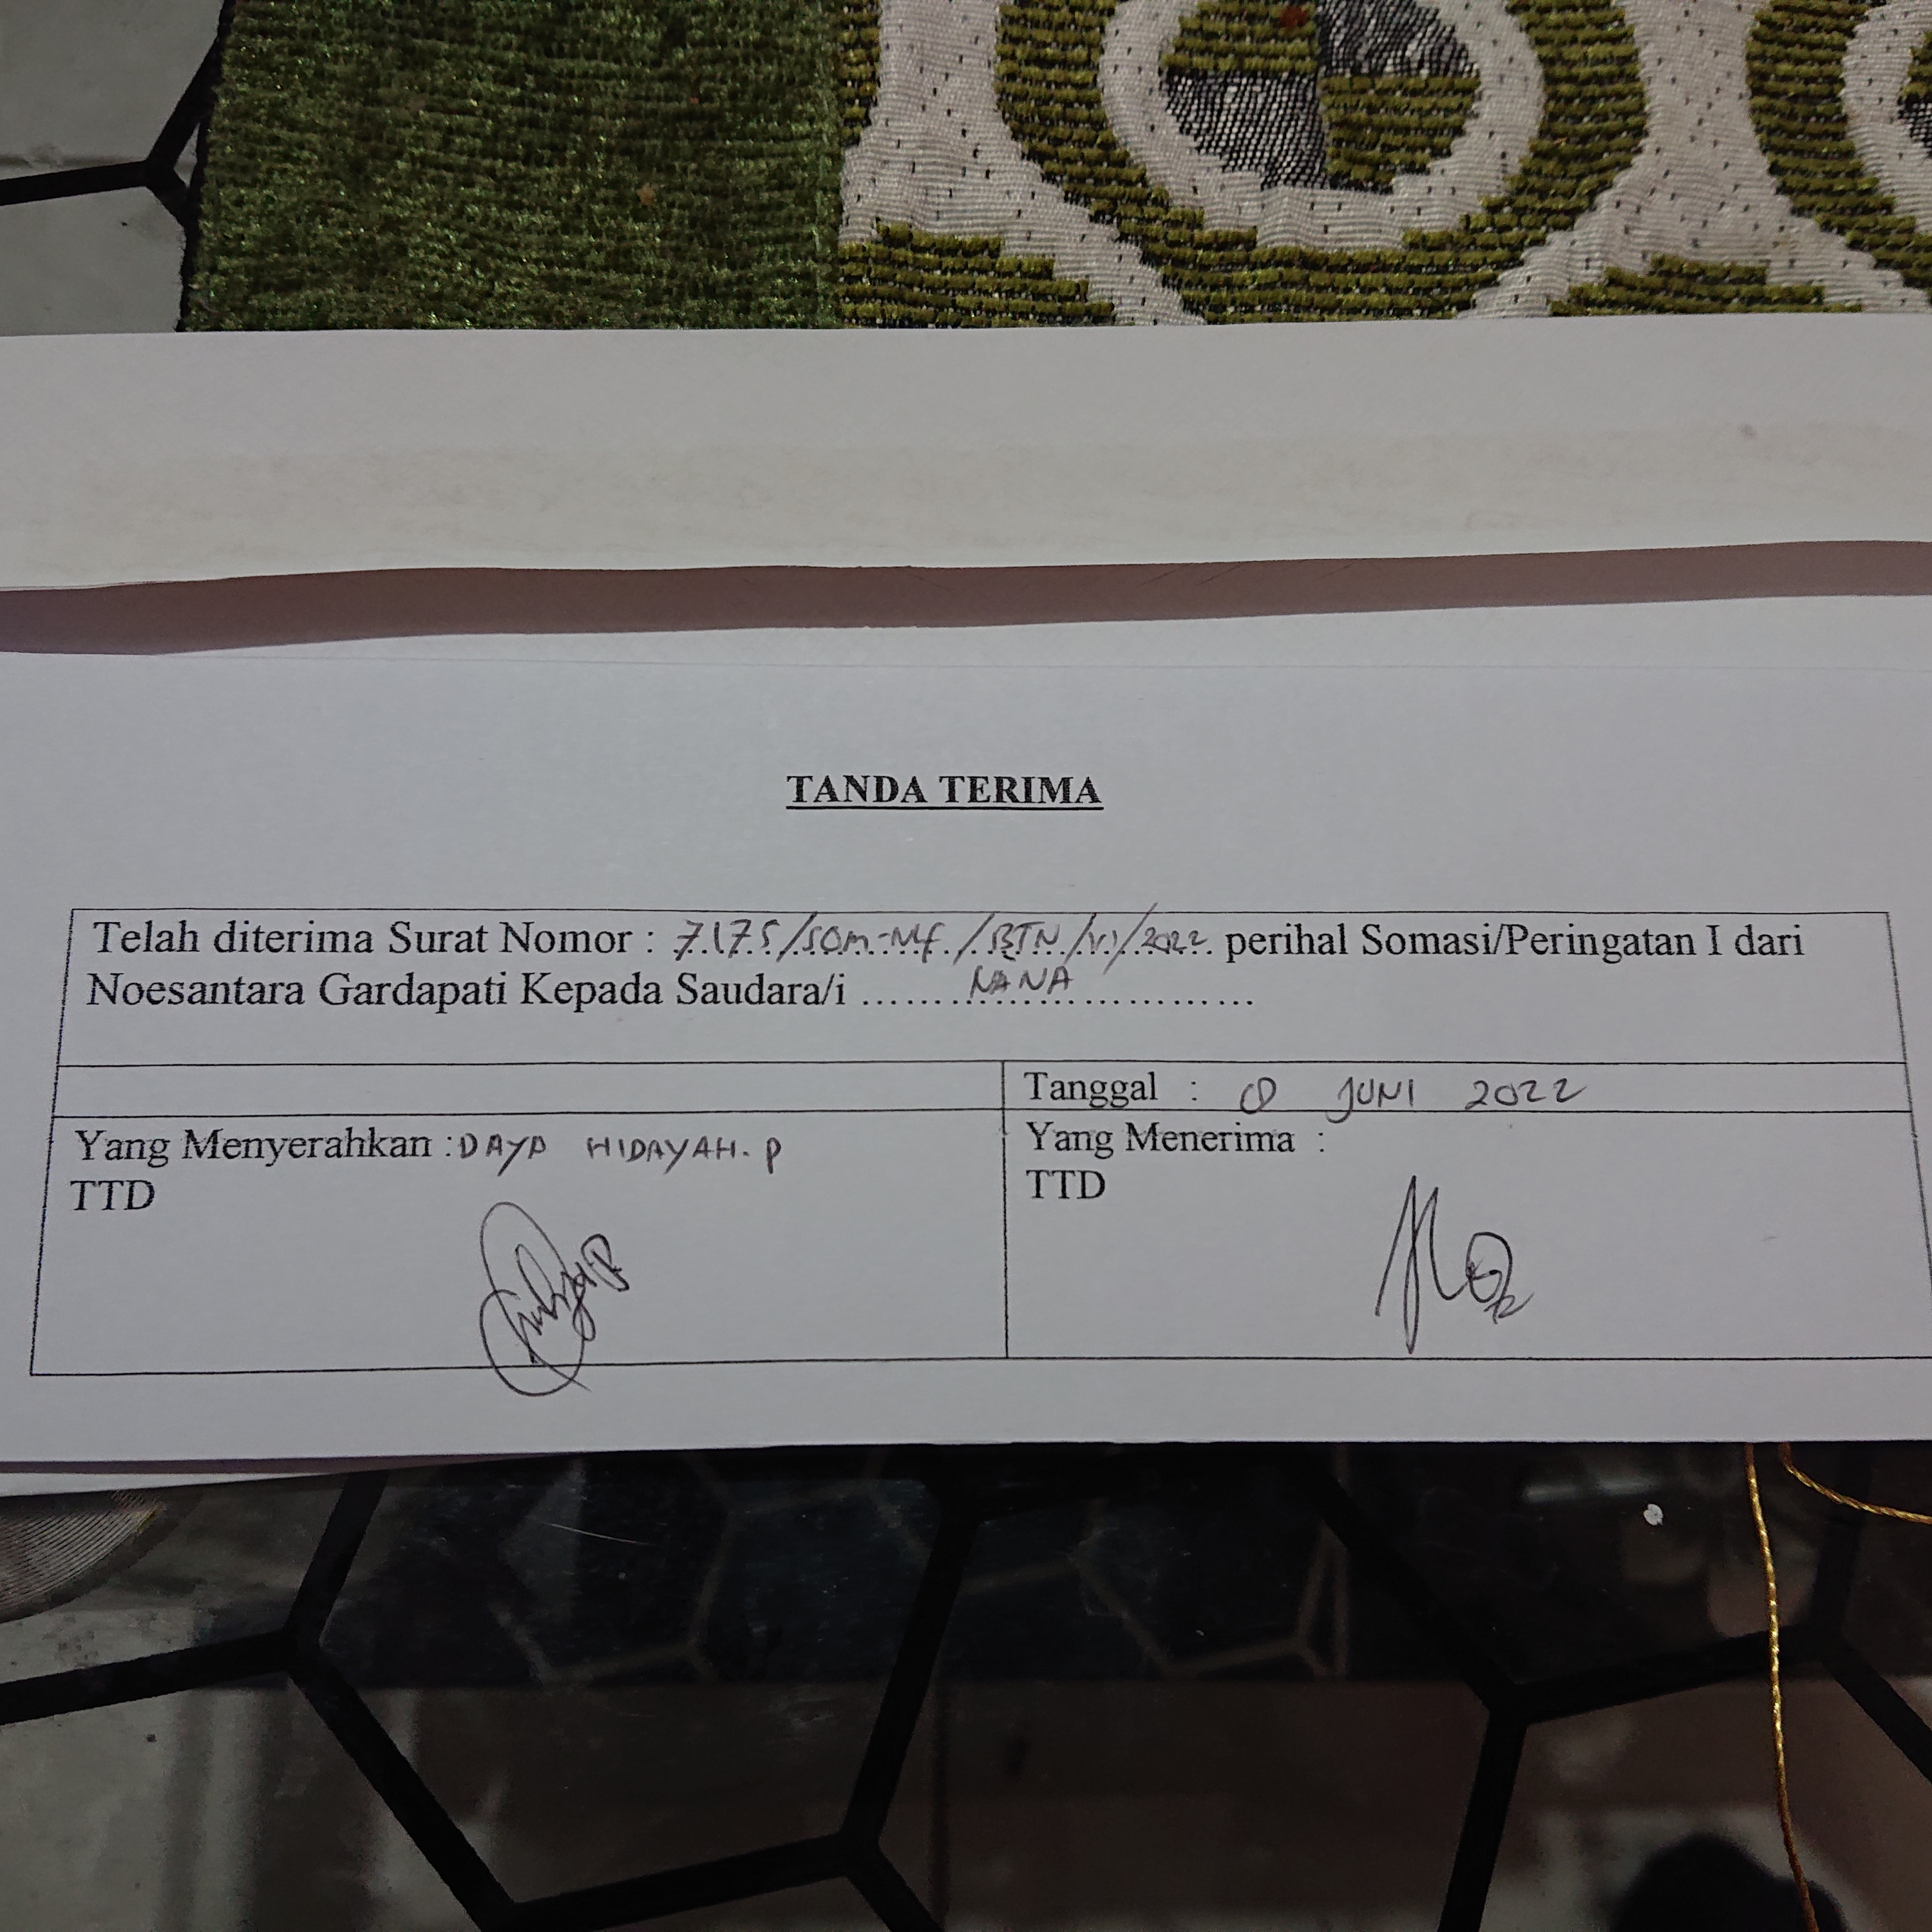 TANDA TERIMA
Telah diterima Surat Nomor : 7.175/SOM-Mf./BTN/VI/2022. perihal Somasi/Peringatan I dari
Noesantara Gardapati Kepada Saudara/i ........NANA...............
Tanggal : 8 JUNI 2022
Yang Menyerahkan : DAYA HIDAYAH. P
TTD
Yang Menerima :
TTD